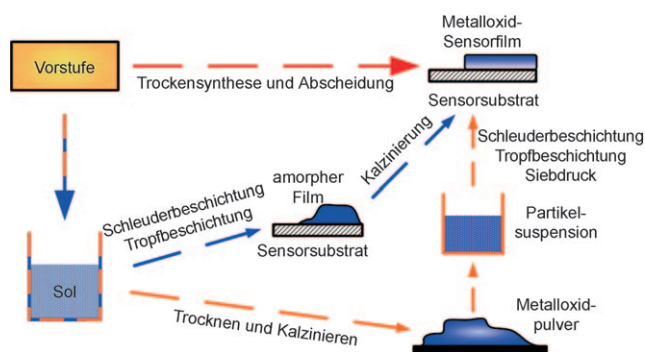 Metalloxid-
Sensorfilm
Vorstufe
Trockensynthese und Abscheidung
Sensorsubstrat
Schleuderbeschichtung
Tropfbeschichtung
Siebdruck
Kalzinierung
amorpher
Film
Schleuderbeschichtung
Tropfbeschichtung
Sensorsubstrat
Partikel-
suspension
Sol
Trocknen und Kalzinieren
Metalloxid-
pulver